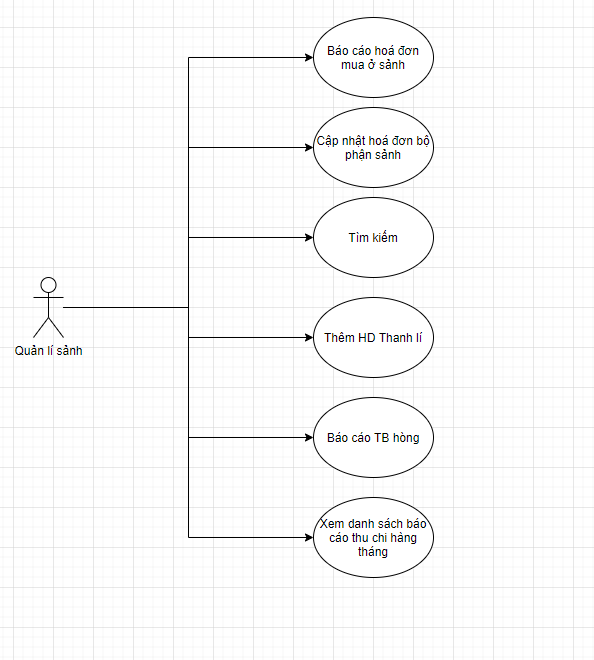 Báo cáo hoá đơn
mua ở sảnh
Cập nhật hoá đơn bộ
phận sảnh
Tìm kiếm
Quản lí sảnh
Thêm HD Thanh lí
Báo cáo TB hòng
Xem danh sách báo
cáo thu chi hàng
tháng